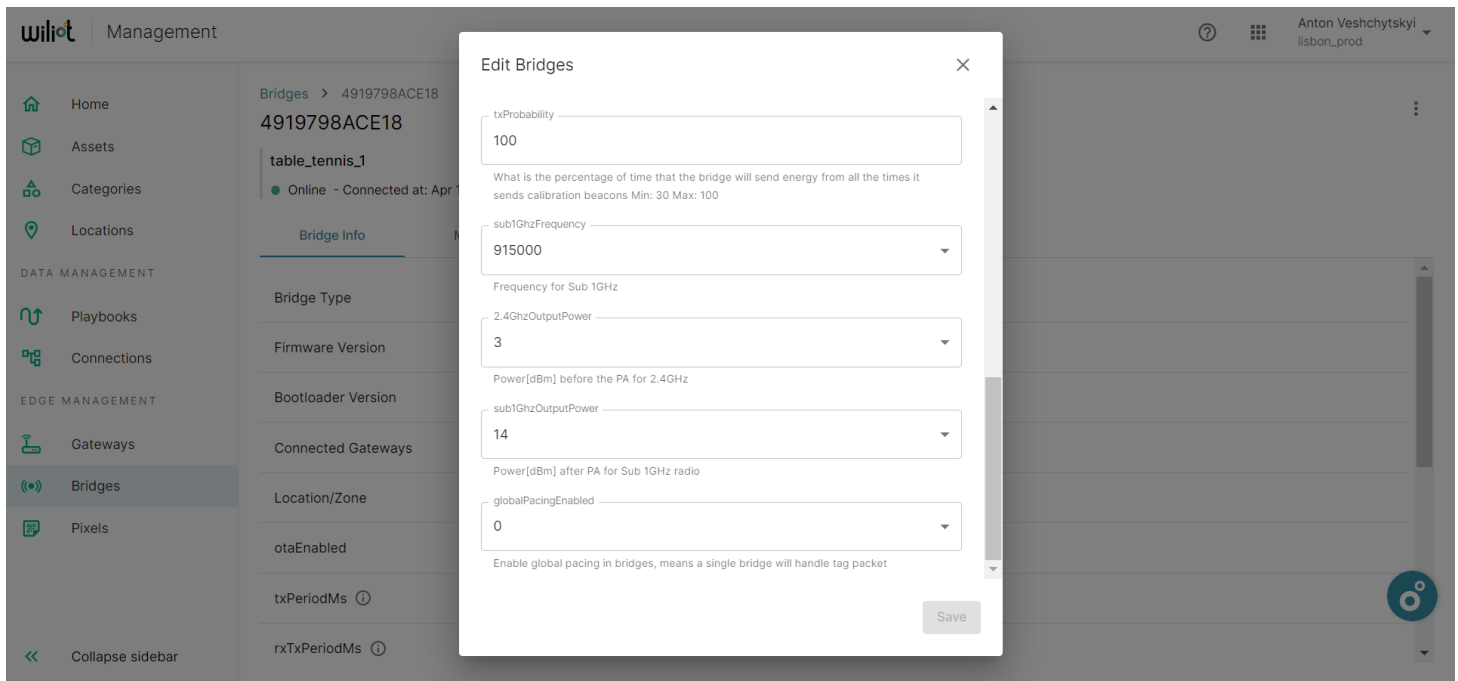 wiliot
Management
Anton Veshchytskyi
lisbon_prod
Home
Assets
Categories
Locations
DATA MANAGEMENT
Playbooks
Connections
EDGE MANAGEMENT
Gateways
Bridges
Pixels
Collapse sidebar
Bridges > 4919798ACE18
4919798ACE18
table_tennis_1
Online - Connected at: Apr
Bridge Info
Bridge Type
Firmware Version
Bootloader Version
Connected Gateways
Location/Zone
otaEnabled
txPeriodMs
rxTxPeriodMs
Edit Bridges
txProbability
100
What is the percentage of time that the bridge will send energy from all the times it
sends calibration beacons Min: 30 Max: 100
sub1GhzFrequency
915000
Frequency for Sub 1GHz
2.4GhzOutputPower
3
Power[dBm] before the PA for 2.4GHz
sub1GhzOutputPower
14
Power[dBm] after PA for Sub 1GHz radio
globalPacingEnabled
0
Enable global pacing in bridges, means a single bridge will handle tag packet
Save